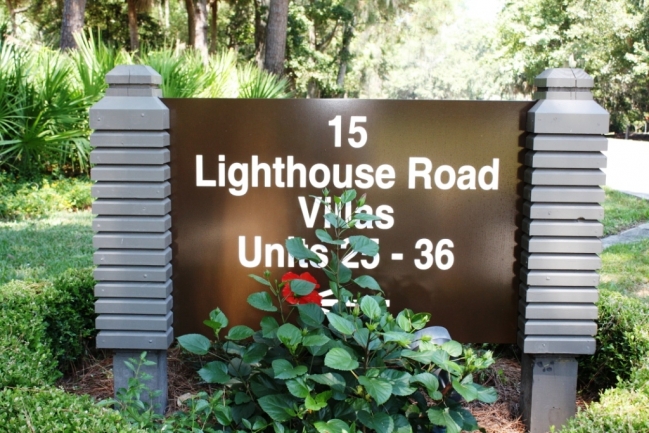 15
Lighthouse Road
Villas
Units 25 - 36